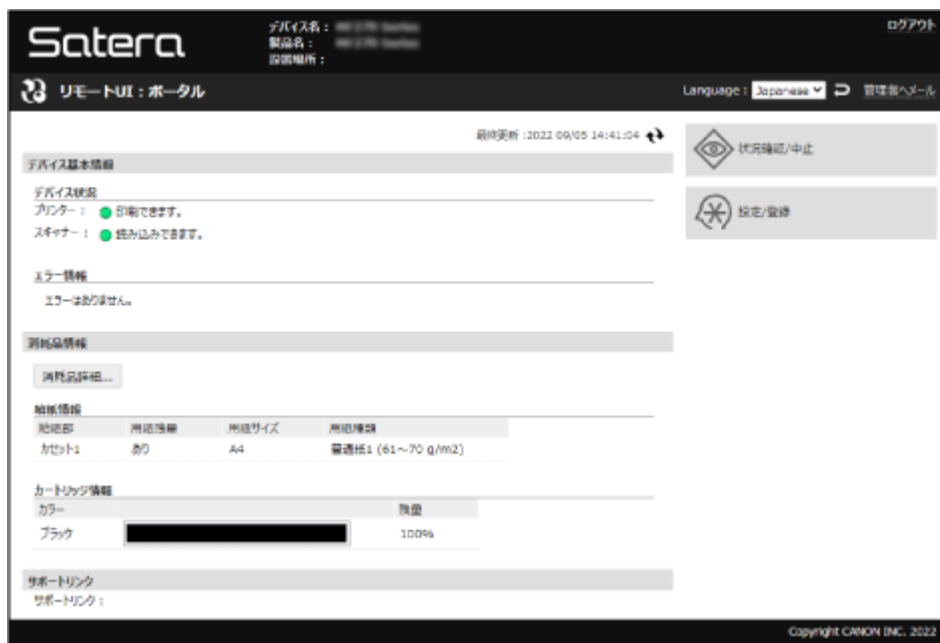 Satera
デバイス名：
製品名：
設置場所：
ログアウト
リモートUI：ポータル
Language： Japanese 管理者へメール
最終更新 :2022 09/05 14:41:04
デバイス基本情報
デバイス状況
プリンター： 印刷できます。
スキャナー： 読み込みできます。
エラー情報
エラーはありません。
消耗品情報
消耗品詳細...
給紙情報
給紙部 用紙残量 用紙サイズ 用紙種類
カセット1 あり A4 普通紙1 (61～70 g/m2)
カートリッジ情報
カラー 残量
ブラック 100%
サポートリンク
サポートリンク：
状況確認/中止
設定/登録
Copyright CANON INC. 2022